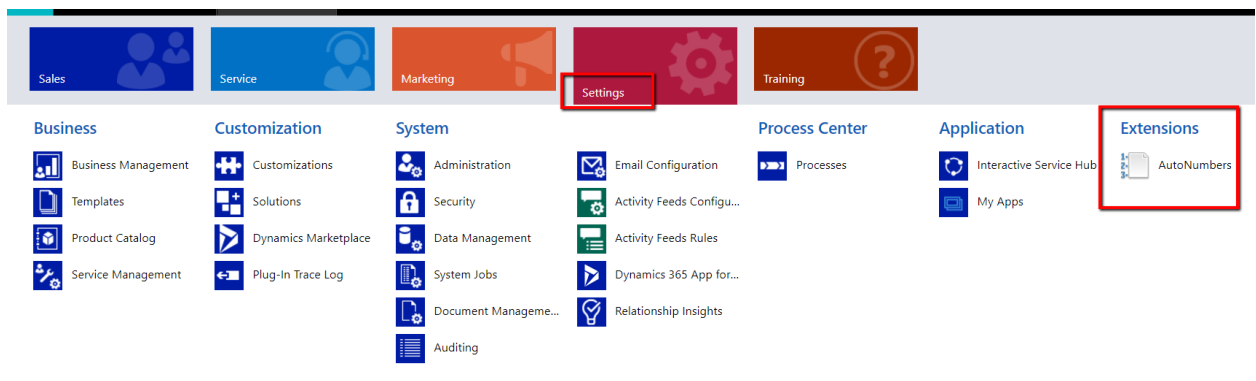 Sales
Service
Marketing
Settings
Training
Business
Business Management
Templates
Product Catalog
Service Management
Customization
Customizations
Solutions
Dynamics Marketplace
Plug-In Trace Log
System
Administration
Security
Data Management
System Jobs
Document Manageme...
Auditing
Email Configuration
Activity Feeds Configu...
Activity Feeds Rules
Dynamics 365 App for...
Relationship Insights
Process Center
Processes
Application
Interactive Service Hub
My Apps
Extensions
AutoNumbers